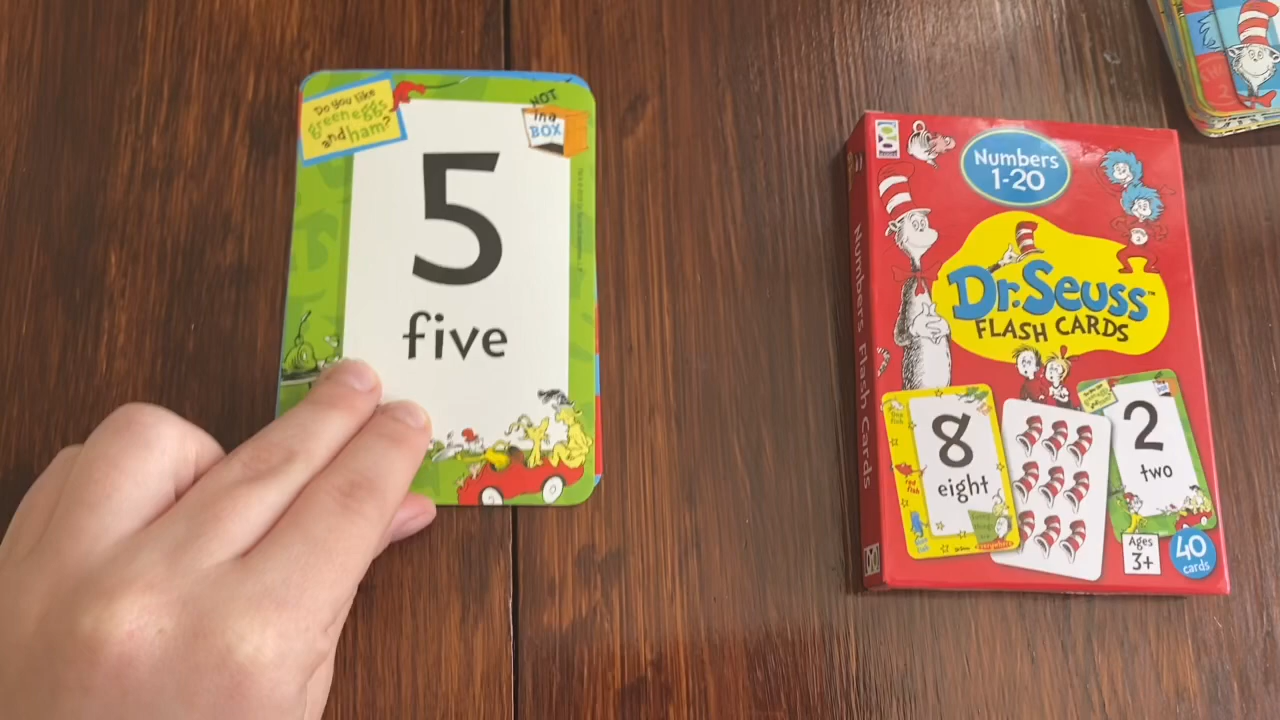 Do you like
green eggs
and ham?
NOT
in a
BOX
5
five
Numbers
1-20
Dr. Seuss™
FLASH CARDS
Numbers Flash Cards
8
eight
2
two
Ages
3+
40
cards